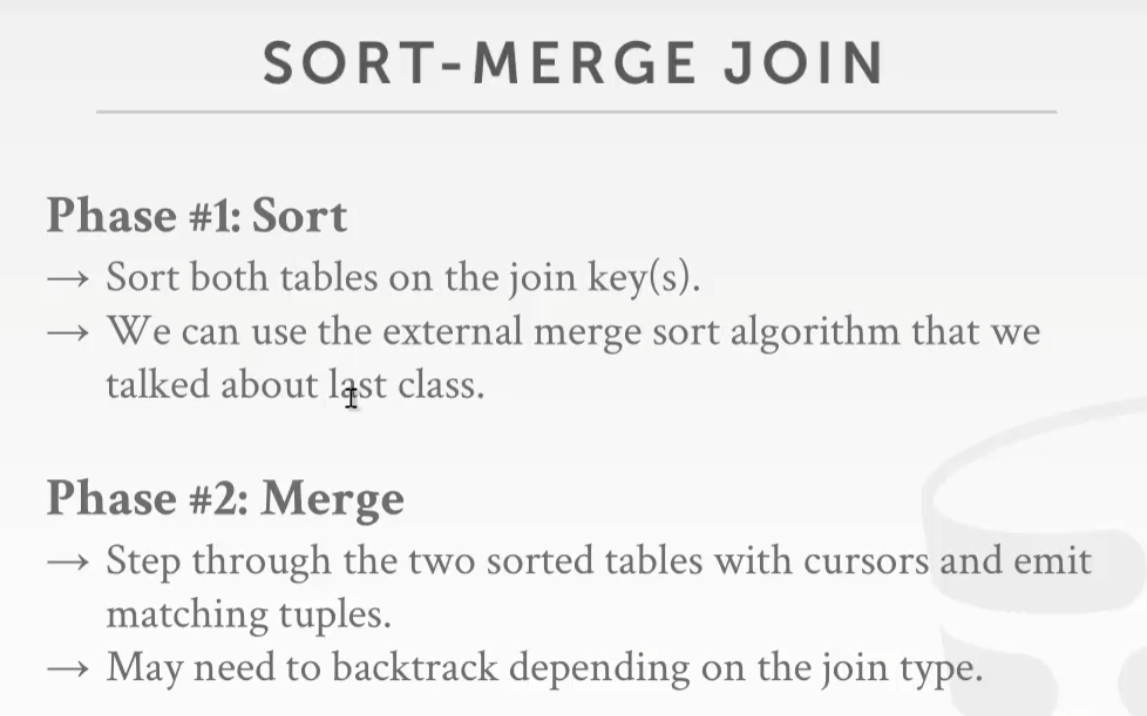 SORT-MERGE JOIN
Phase #1: Sort
→ Sort both tables on the join key(s).
→ We can use the external merge sort algorithm that we
talked about last class.
Phase #2: Merge
→ Step through the two sorted tables with cursors and emit
matching tuples.
→ May need to backtrack depending on the join type.